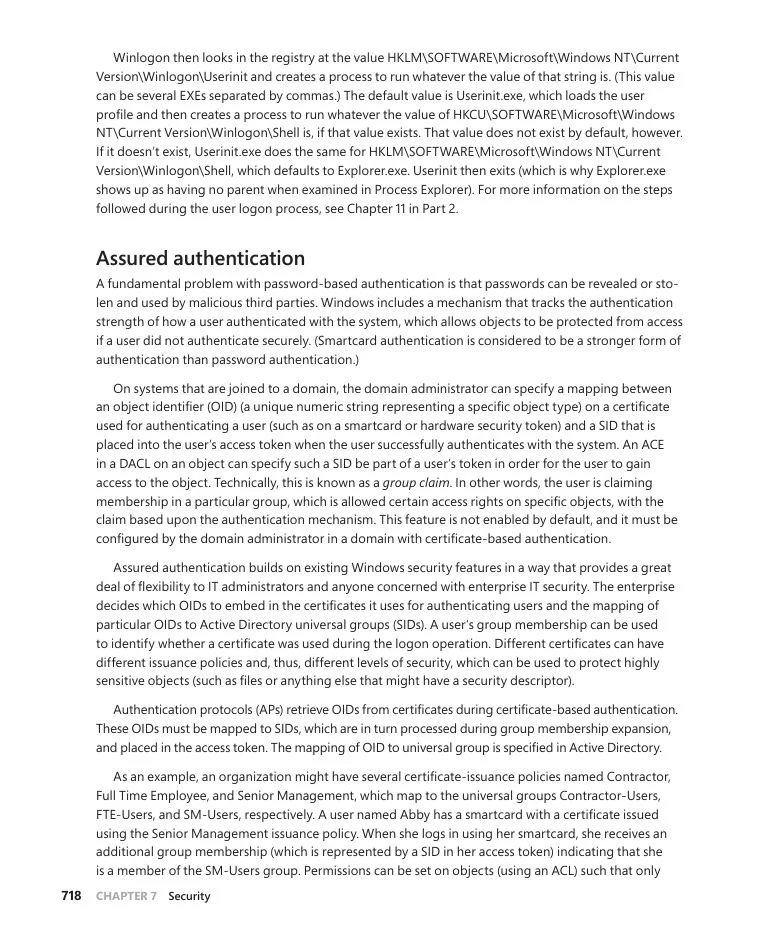 Winlogon then looks in the registry at the value HKLM\SOFTWARE\Microsoft\Windows NT\Current
Version\Winlogon\Userinit and creates a process to run whatever the value of that string is. (This value
can be several EXEs separated by commas.) The default value is Userinit.exe, which loads the user
profile and then creates a process to run whatever the value of HKCU\SOFTWARE\Microsoft\Windows
NT\Current Version\Winlogon\Shell is, if that value exists. That value does not exist by default, however.
If it doesn’t exist, Userinit.exe does the same for HKLM\SOFTWARE\Microsoft\Windows NT\Current
Version\Winlogon\Shell, which defaults to Explorer.exe. Userinit then exits (which is why Explorer.exe
shows up as having no parent when examined in Process Explorer). For more information on the steps
followed during the user logon process, see Chapter 11 in Part 2.
Assured authentication
A fundamental problem with password-based authentication is that passwords can be revealed or sto-
len and used by malicious third parties. Windows includes a mechanism that tracks the authentication
strength of how a user authenticated with the system, which allows objects to be protected from access
if a user did not authenticate securely. (Smartcard authentication is considered to be a stronger form of
authentication than password authentication.)
On systems that are joined to a domain, the domain administrator can specify a mapping between
an object identifier (OID) (a unique numeric string representing a specific object type) on a certificate
used for authenticating a user (such as on a smartcard or hardware security token) and a SID that is
placed into the user’s access token when the user successfully authenticates with the system. An ACE
in a DACL on an object can specify such a SID be part of a user’s token in order for the user to gain
access to the object. Technically, this is known as a group claim. In other words, the user is claiming
membership in a particular group, which is allowed certain access rights on specific objects, with the
claim based upon the authentication mechanism. This feature is not enabled by default, and it must be
configured by the domain administrator in a domain with certificate-based authentication.
Assured authentication builds on existing Windows security features in a way that provides a great
deal of flexibility to IT administrators and anyone concerned with enterprise IT security. The enterprise
decides which OIDs to embed in the certificates it uses for authenticating users and the mapping of
particular OIDs to Active Directory universal groups (SIDs). A user’s group membership can be used
to identify whether a certificate was used during the logon operation. Different certificates can have
different issuance policies and, thus, different levels of security, which can be used to protect highly
sensitive objects (such as files or anything else that might have a security descriptor).
Authentication protocols (APs) retrieve OIDs from certificates during certificate-based authentication.
These OIDs must be mapped to SIDs, which are in turn processed during group membership expansion,
and placed in the access token. The mapping of OID to universal group is specified in Active Directory.
As an example, an organization might have several certificate-issuance policies named Contractor,
Full Time Employee, and Senior Management, which map to the universal groups Contractor-Users,
FTE-Users, and SM-Users, respectively. A user named Abby has a smartcard with a certificate issued
using the Senior Management issuance policy. When she logs in using her smartcard, she receives an
additional group membership (which is represented by a SID in her access token) indicating that she
is a member of the SM-Users group. Permissions can be set on objects (using an ACL) such that only
718 CHAPTER 7 Security